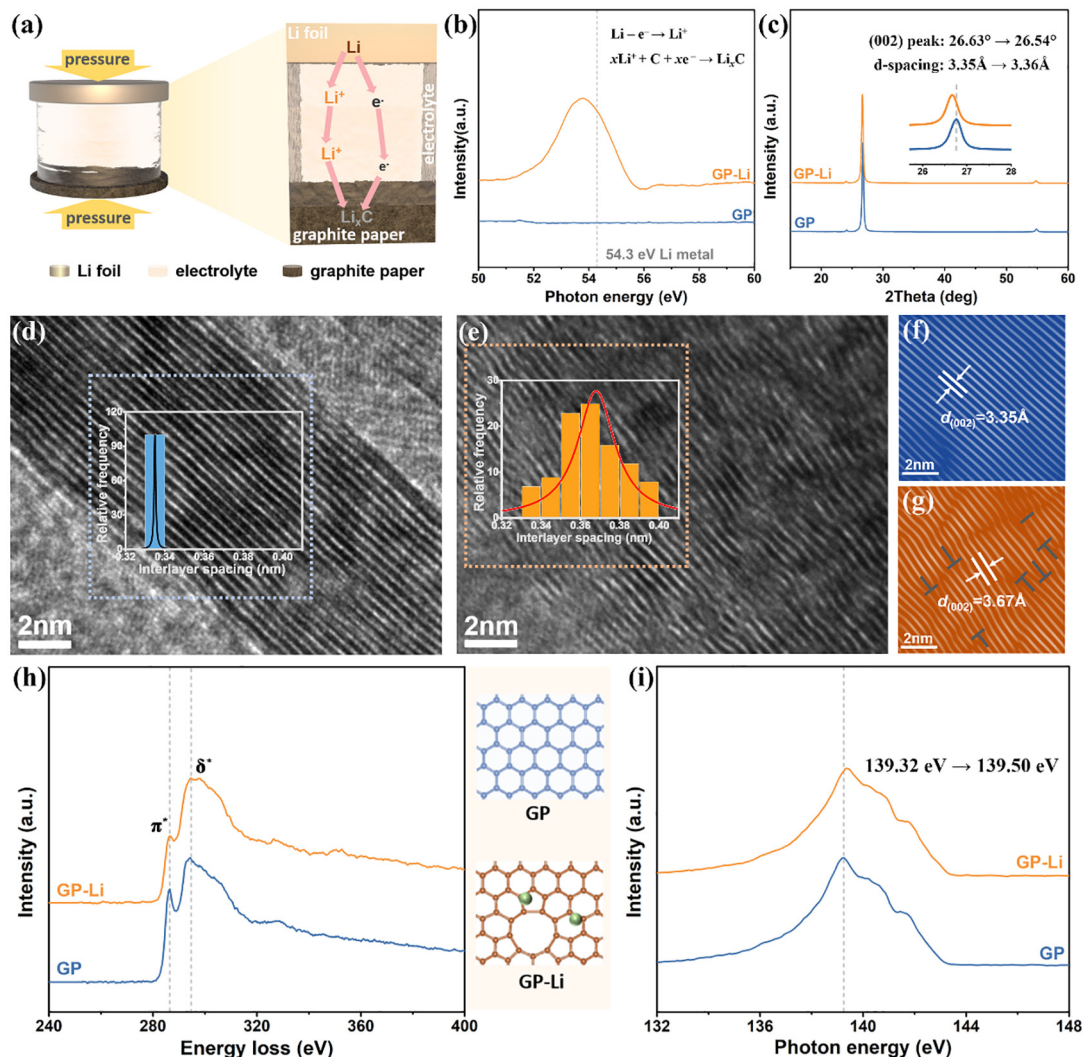 (a)
pressure
pressure
Li foil
Li
Li⁺
e⁻
Li⁺
e⁻
electrolyte
LiₓC
graphite paper
Li foil
electrolyte
graphite paper
(b)
Li – e⁻ → Li⁺
xLi⁺ + C + xe⁻ → LiₓC
GP-Li
GP
54.3 eV Li metal
Intensity(a.u.)
50 52 54 56 58 60
Photon energy (eV)
(c)
(002) peak: 26.63° → 26.54°
d-spacing: 3.35Å → 3.36Å
26 27 28
GP-Li
GP
Intensity(a.u.)
20 30 40 50 60
2Theta (deg)
(d)
120
90
60
30
0
Relative frequency
0.32 0.34 0.36 0.38 0.40
Interlayer spacing (nm)
2nm
(e)
30
20
10
0
Relative frequency
0.32 0.34 0.36 0.38 0.40
Interlayer spacing (nm)
2nm
(f)
d(002)=3.35Å
2nm
(g)
d(002)=3.67Å
2nm
(h)
δ*
π*
GP-Li
GP
Intensity (a.u.)
240 280 320 360 400
Energy loss (eV)
GP
GP-Li
(i)
139.32 eV → 139.50 eV
GP-Li
GP
Intensity (a.u.)
132 136 140 144 148
Photon energy (eV)